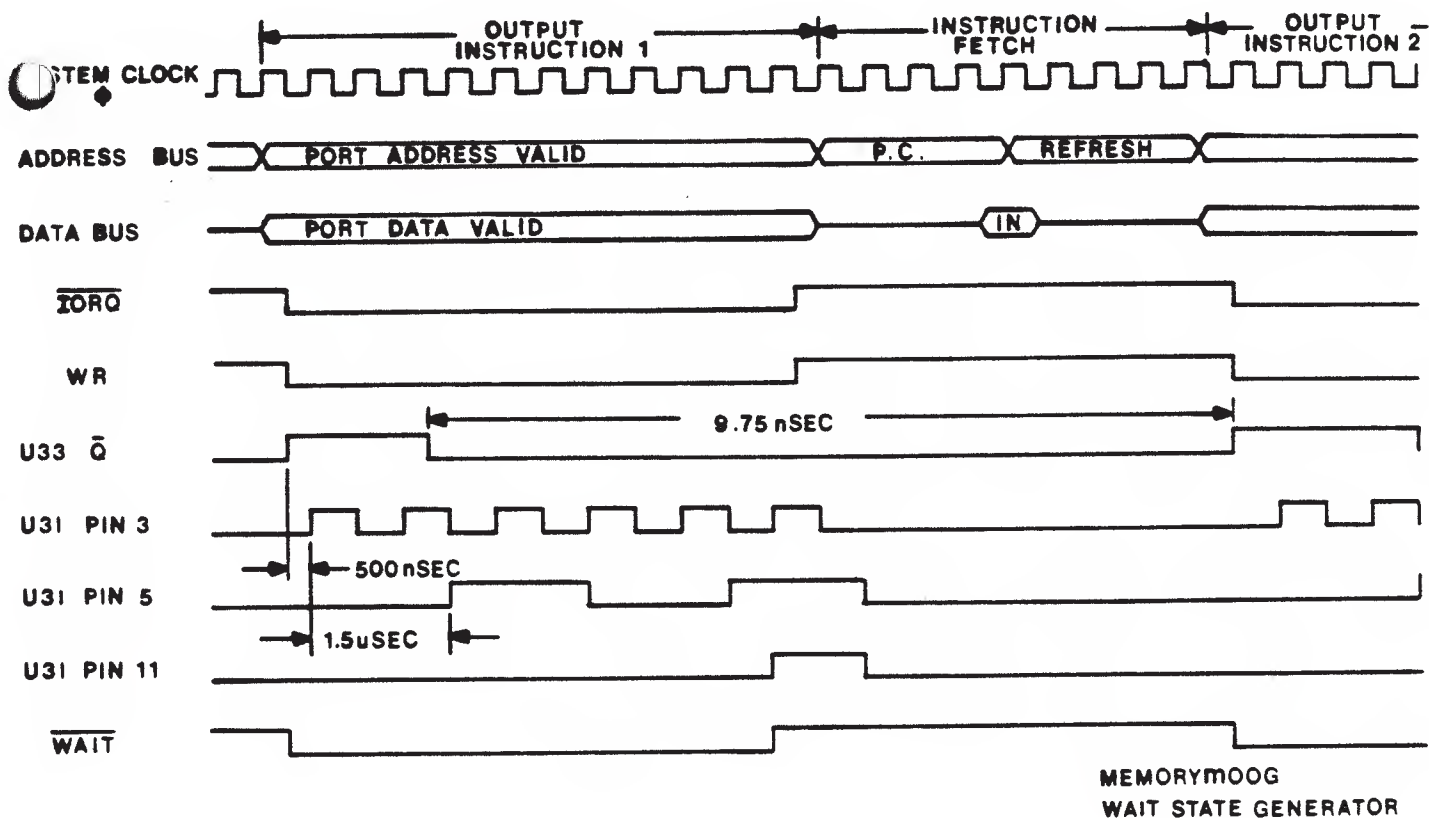 OUTPUT
INSTRUCTION 1
INSTRUCTION
FETCH
OUTPUT
INSTRUCTION 2
STEM CLOCK
Φ
ADDRESS BUS
PORT ADDRESS VALID
P.C.
REFRESH
DATA BUS
PORT DATA VALID
IN
IORQ
WR
9.75 nSEC
U33 Q̄
U31 PIN 3
500nSEC
U31 PIN 5
1.5uSEC
U31 PIN 11
WAIT
MEMORYmOOG
WAIT STATE GENERATOR